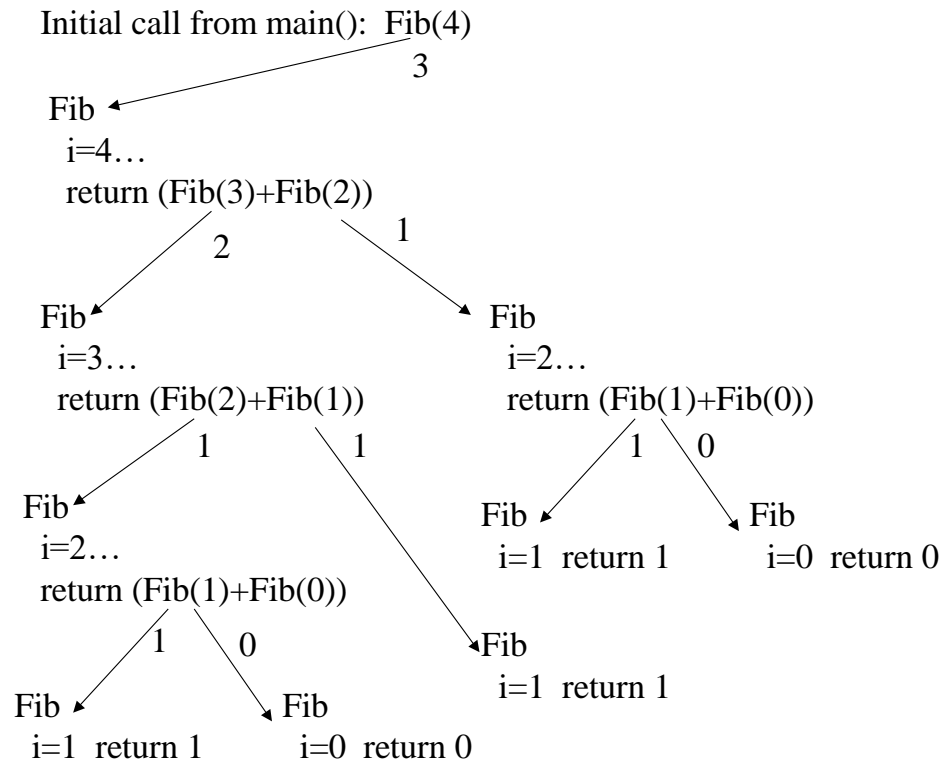 Initial call from main():  Fib(4)
3
Fib
i=4…
return (Fib(3)+Fib(2))
2
1
Fib
i=3…
return (Fib(2)+Fib(1))
Fib
i=2…
return (Fib(1)+Fib(0))
1
1
1
0
Fib
i=2…
return (Fib(1)+Fib(0))
Fib
i=1  return 1
Fib
i=0  return 0
1
0
Fib
i=1  return 1
Fib
i=1  return 1
Fib
i=0  return 0